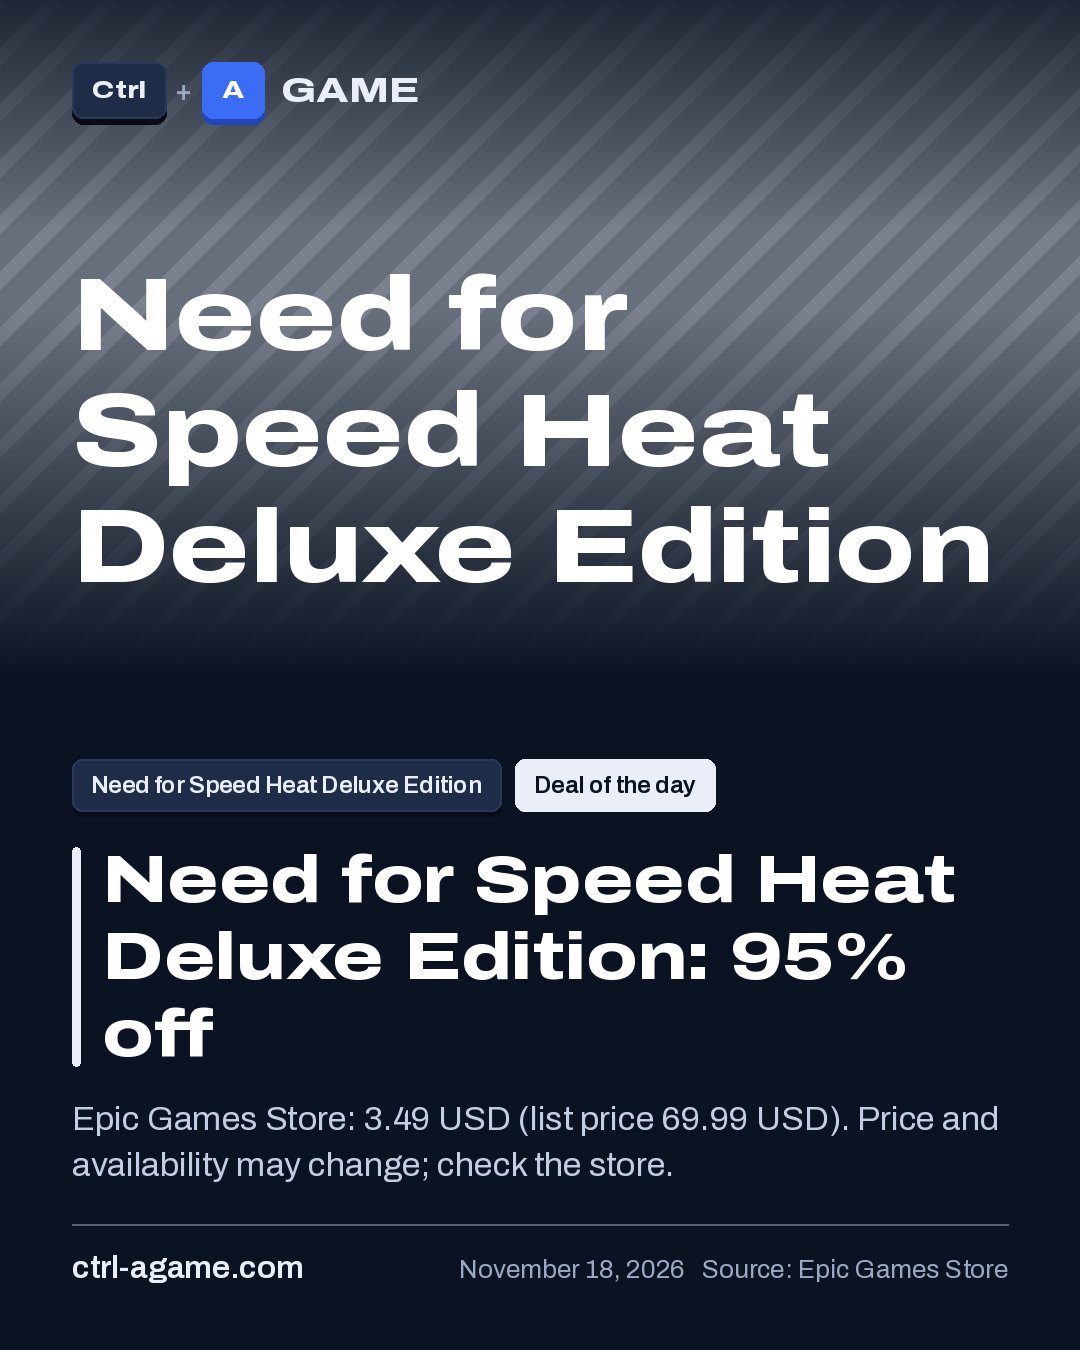 Ctrl + A GAME
Need for
Speed Heat
Deluxe Edition
Need for Speed Heat Deluxe Edition
Deal of the day
Need for Speed Heat
Deluxe Edition: 95%
off
Epic Games Store: 3.49 USD (list price 69.99 USD). Price and
availability may change; check the store.
ctrl-agame.com
November 18, 2026 Source: Epic Games Store